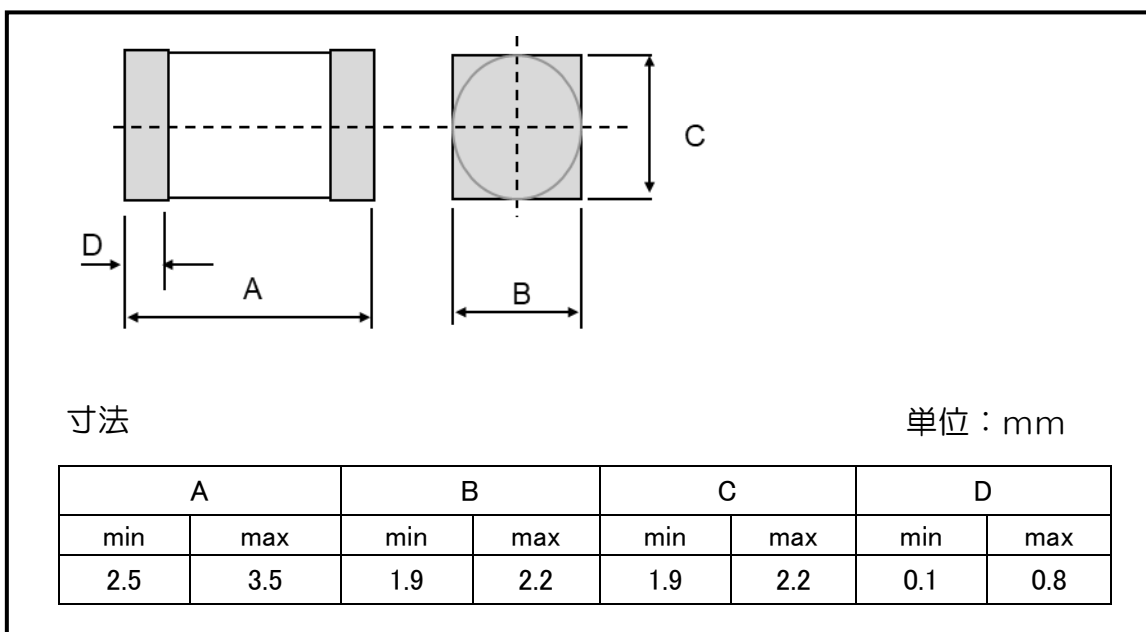 C
D
A
B
寸法 単位：mm
A B C D
min max min max min max min max
2.5 3.5 1.9 2.2 1.9 2.2 0.1 0.8